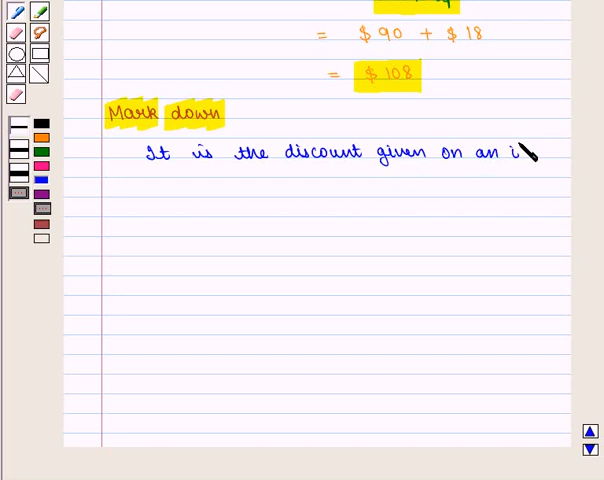 = $ 90 + $ 18
= $ 108
Mark down
It is the discount given on an i